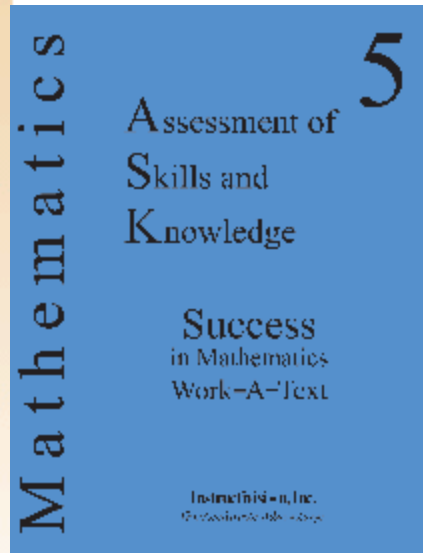 Mathematics
5
Assessment of
Skills and
Knowledge
Success
in Mathematics
Work-A-Text
Instructivision, Inc.